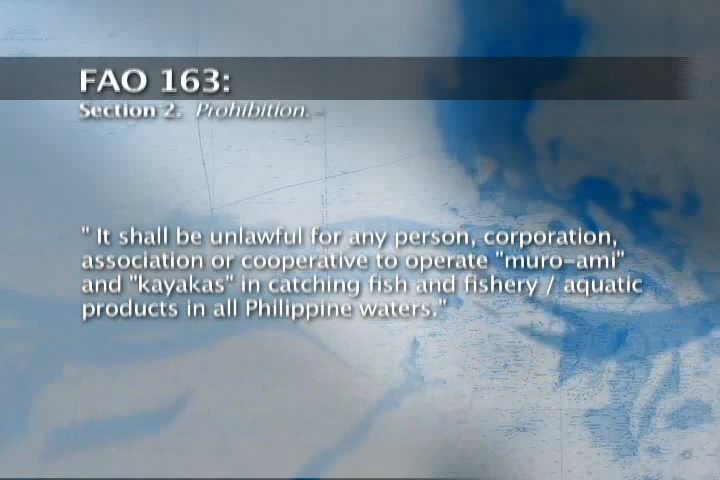 FAO 163:
Section 2. Prohibition. –
" It shall be unlawful for any person, corporation,
association or cooperative to operate "muro-ami"
and "kayakas" in catching fish and fishery / aquatic
products in all Philippine waters."